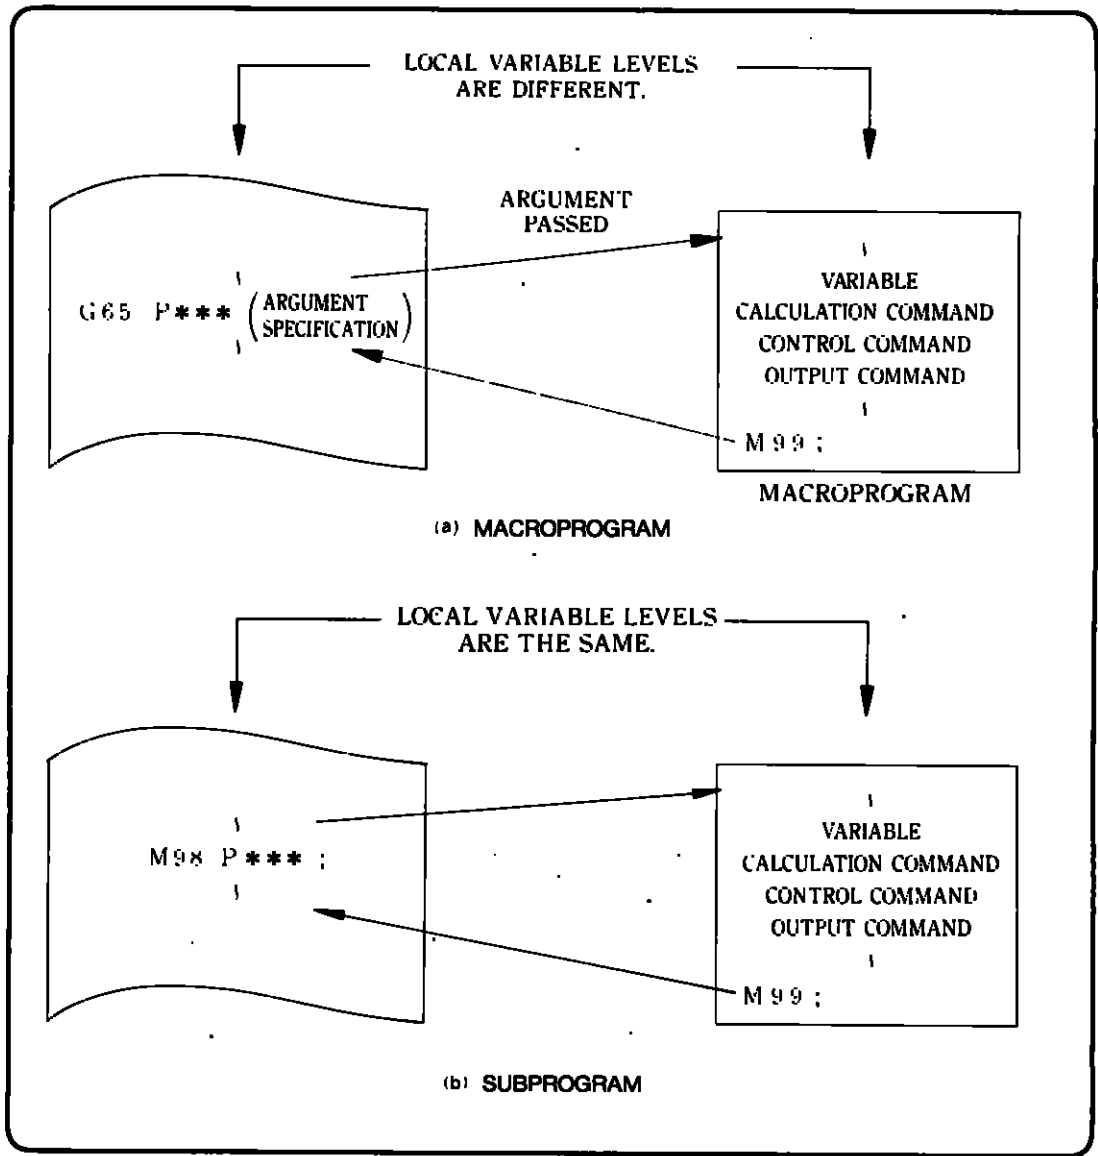 LOCAL VARIABLE LEVELS
ARE DIFFERENT.
ARGUMENT
PASSED
G65 P*** (ARGUMENT
SPECIFICATION)
VARIABLE
CALCULATION COMMAND
CONTROL COMMAND
OUTPUT COMMAND
M99;
MACROPROGRAM
(a) MACROPROGRAM
LOCAL VARIABLE LEVELS
ARE THE SAME.
M98 P***;
VARIABLE
CALCULATION COMMAND
CONTROL COMMAND
OUTPUT COMMAND
M99;
(b) SUBPROGRAM